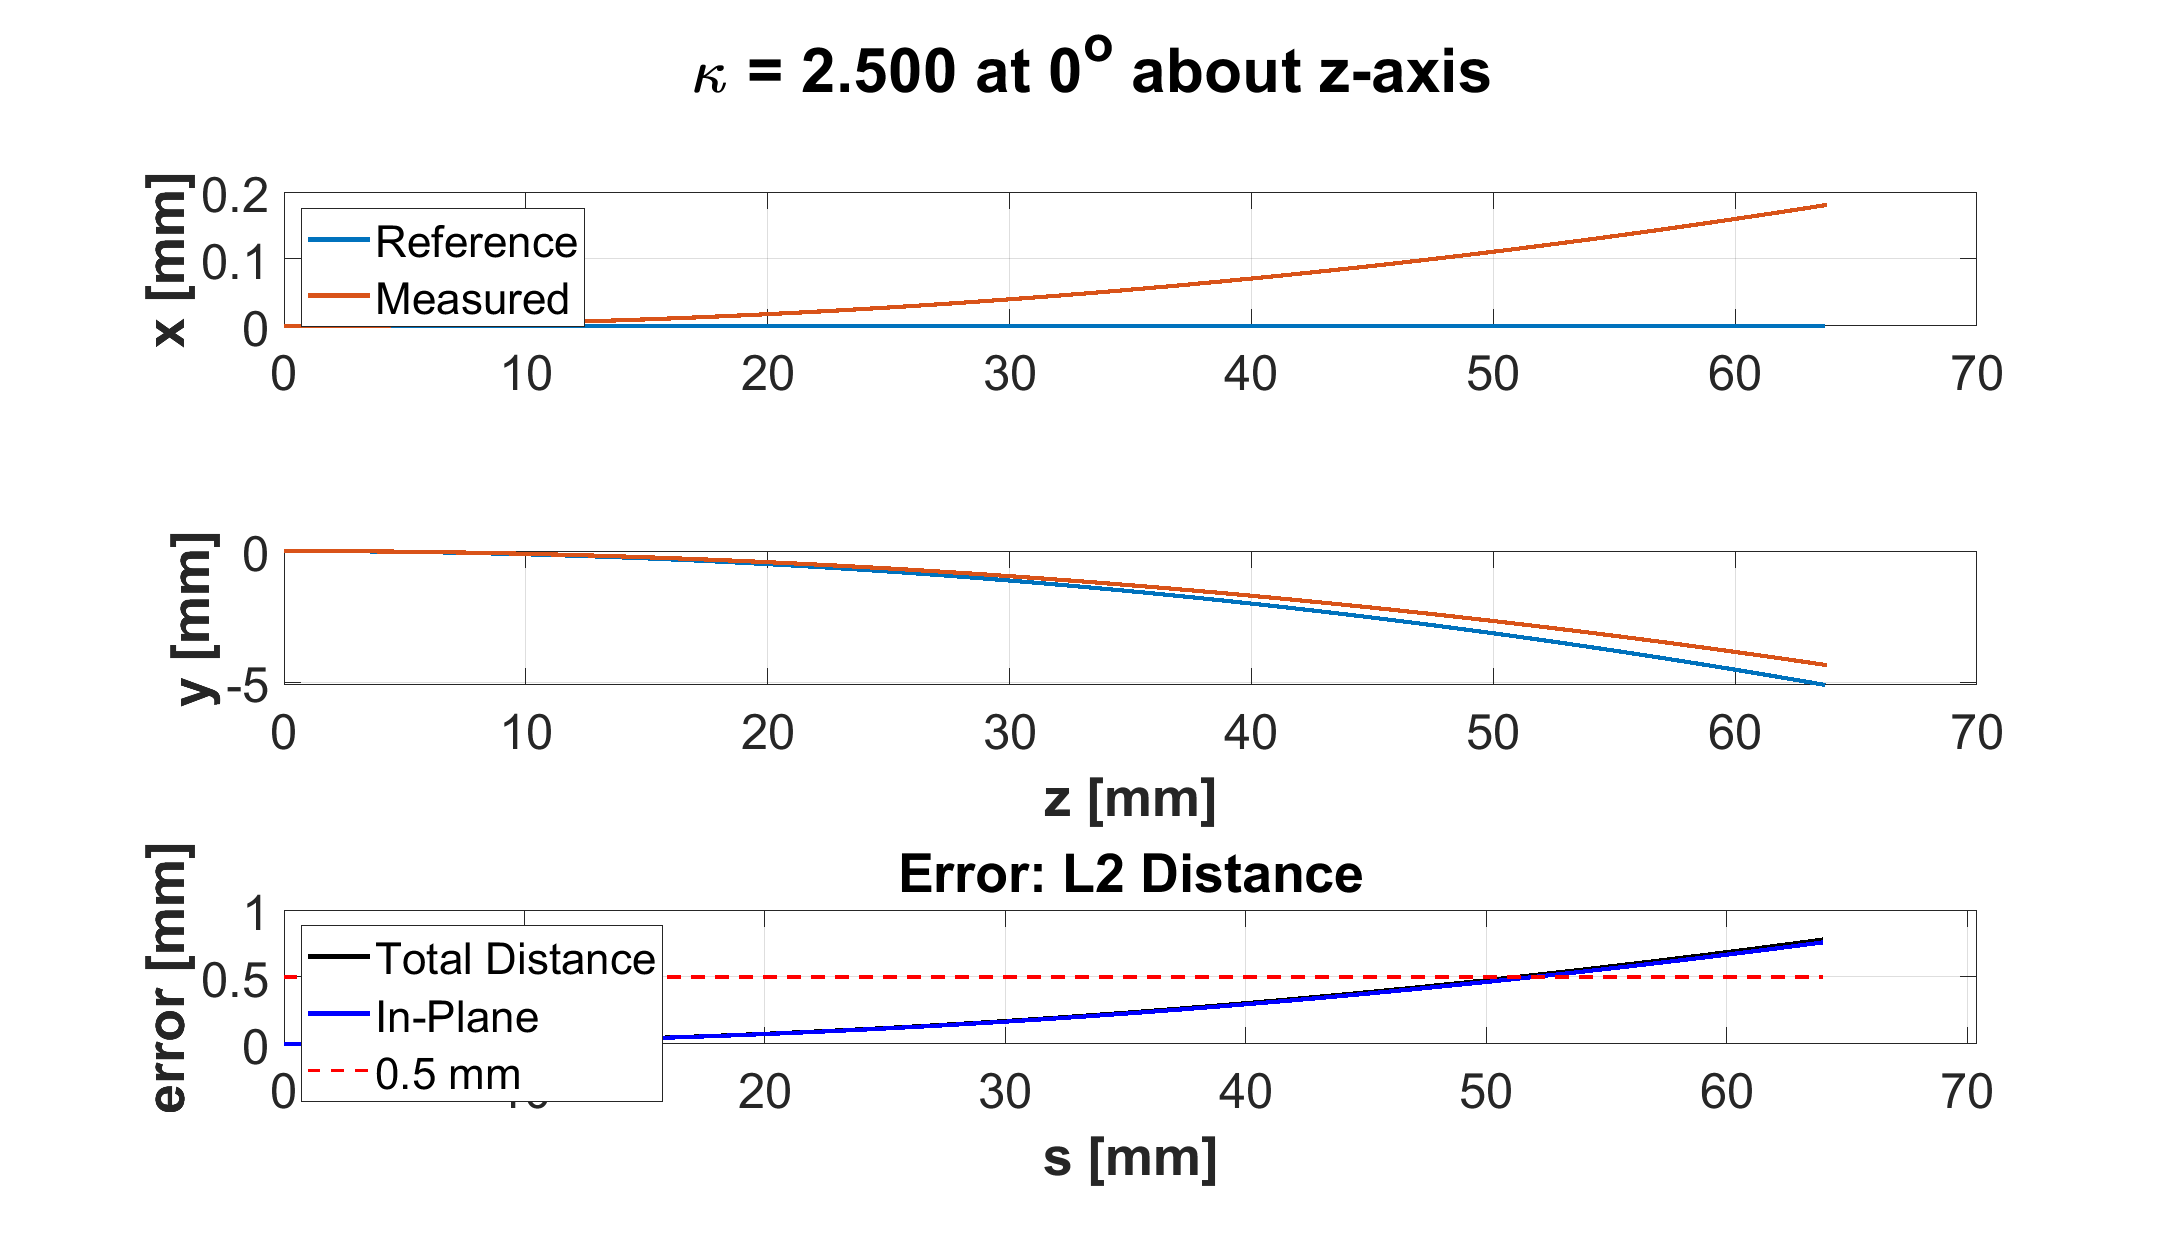 κ = 2.500 at 0° about z-axis
x [mm]
0.2
0.1
0
Reference
Measured
0 10 20 30 40 50 60 70
y [mm]
0
-5
0 10 20 30 40 50 60 70
z [mm]
Error: L2 Distance
error [mm]
1
0.5
0
Total Distance
In-Plane
0.5 mm
0 20 30 40 50 60 70
s [mm]